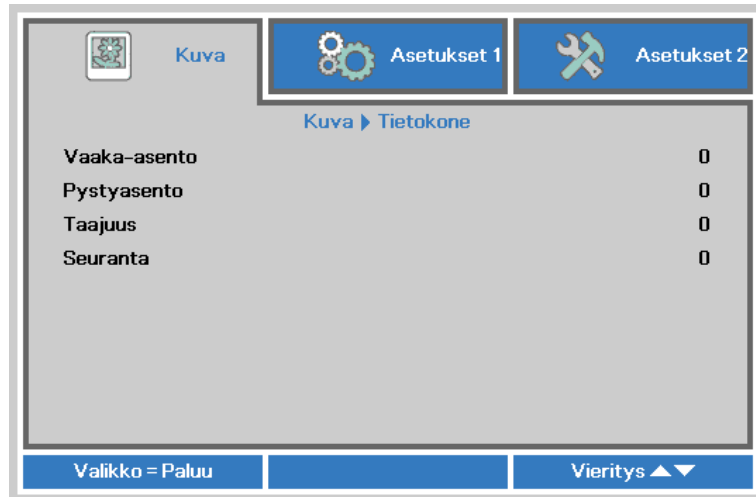 Kuva Asetukset 1 Asetukset 2
Kuva Tietokone
Vaaka-asento 0
Pystyasento 0
Taajuus 0
Seuranta 0
Valikko = Paluu Vieritys